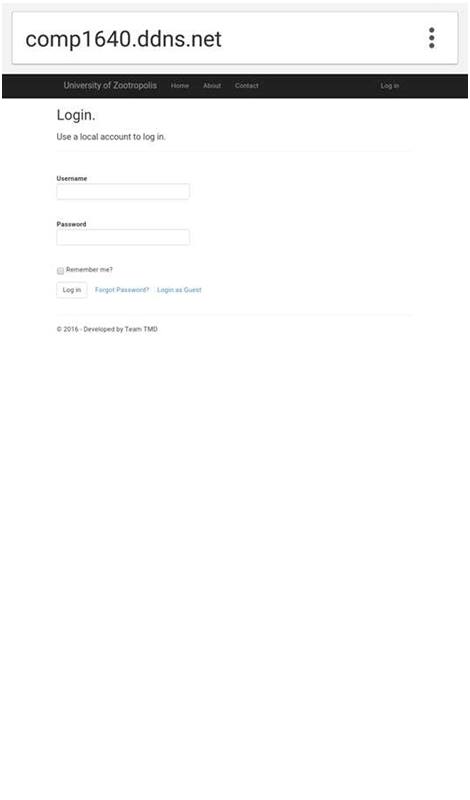 comp1640.ddns.net
University of Zootropolis Home About Contact Log in
Login.
Use a local account to log in.
Username
Password
Remember me?
Log in Forgot Password? Login as Guest
© 2016 - Developed by Team TMD